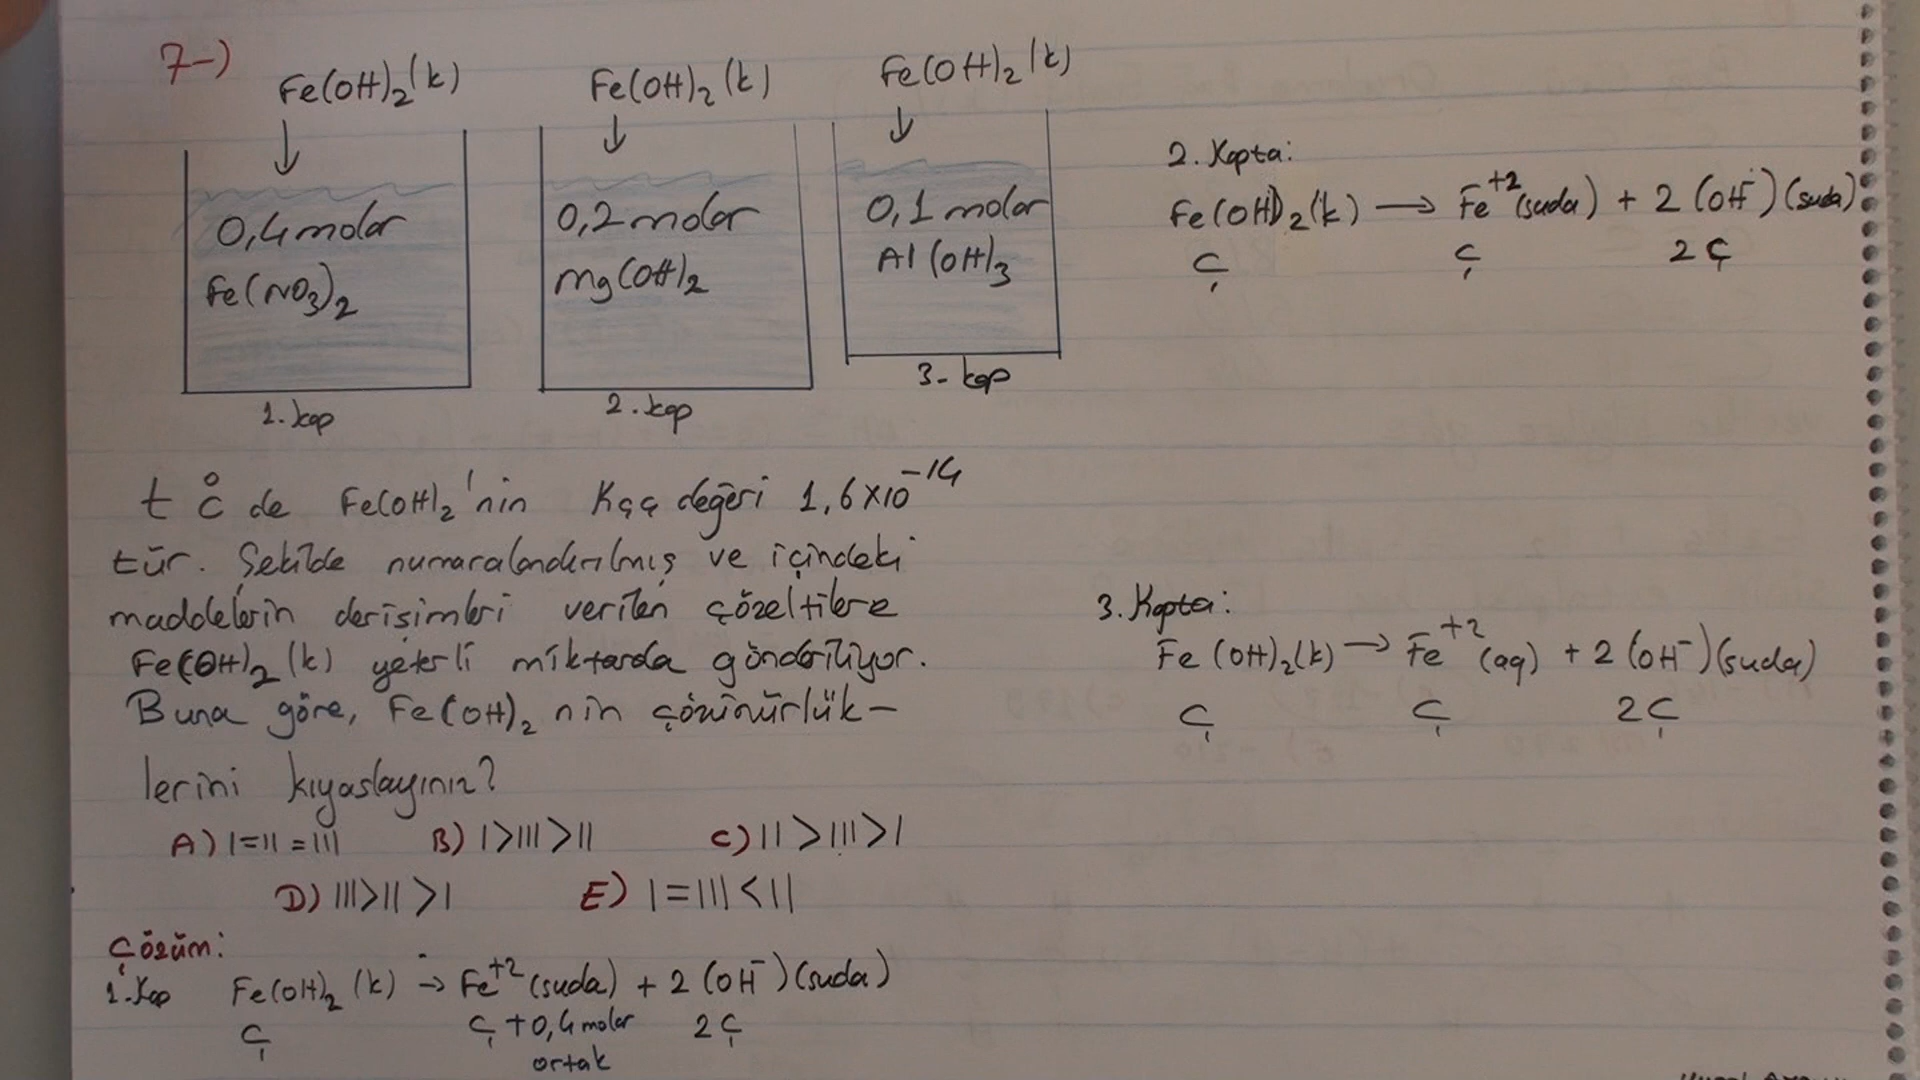 7-)
Fe(OH)₂(k)
Fe(OH)₂(k)
Fe(OH)₂(k)
0,4 molar
Fe(NO₃)₂
0,2 molar
Mg(OH)₂
0,1 molar
Al(OH)₃
1. kap
2. kap
3- kap
t °C de Fe(OH)₂'nin Kçç değeri 1,6x10⁻¹⁴
tür. Şekilde numaralandırılmış ve içindeki
maddelerin derişimleri verilen çözeltilere
Fe(OH)₂(k) yeterli miktarda gönderiliyor.
Buna göre, Fe(OH)₂ nin çözünürlük-
lerini kıyaslayınız?
A) I=II=III
B) I>III>II
C) II>III>I
D) III>II>I
E) I=III<II
Çözüm:
1. Kap Fe(OH)₂(k) → Fe⁺²(suda) + 2(OH⁻)(suda)
Ç Ç+0,4 molar 2Ç
ortak
2. Kapta:
Fe(OH)₂(k) → Fe⁺²(suda) + 2(OH⁻)(suda)
Ç Ç 2Ç
3. Kapta:
Fe(OH)₂(k) → Fe⁺²(aq) + 2(OH⁻)(suda)
Ç Ç 2Ç